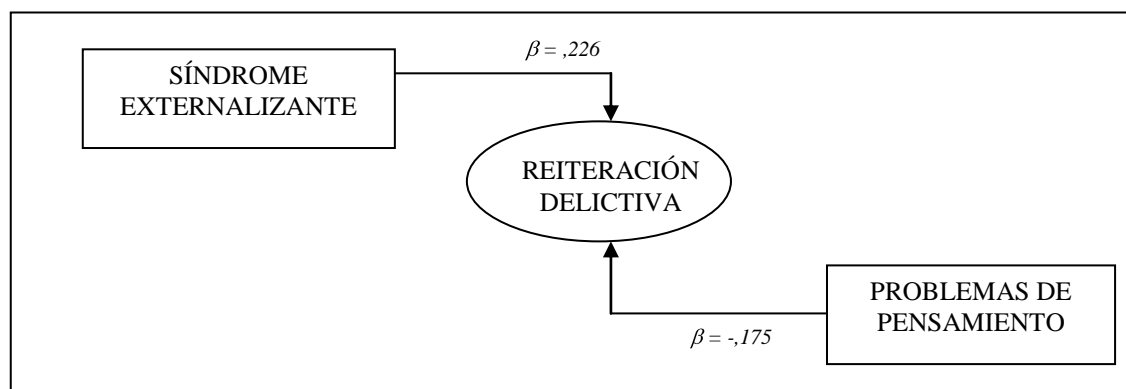 β = ,226
SÍNDROME
EXTERNALIZANTE
REITERACIÓN
DELICTIVA
PROBLEMAS DE
PENSAMIENTO
β = -,175